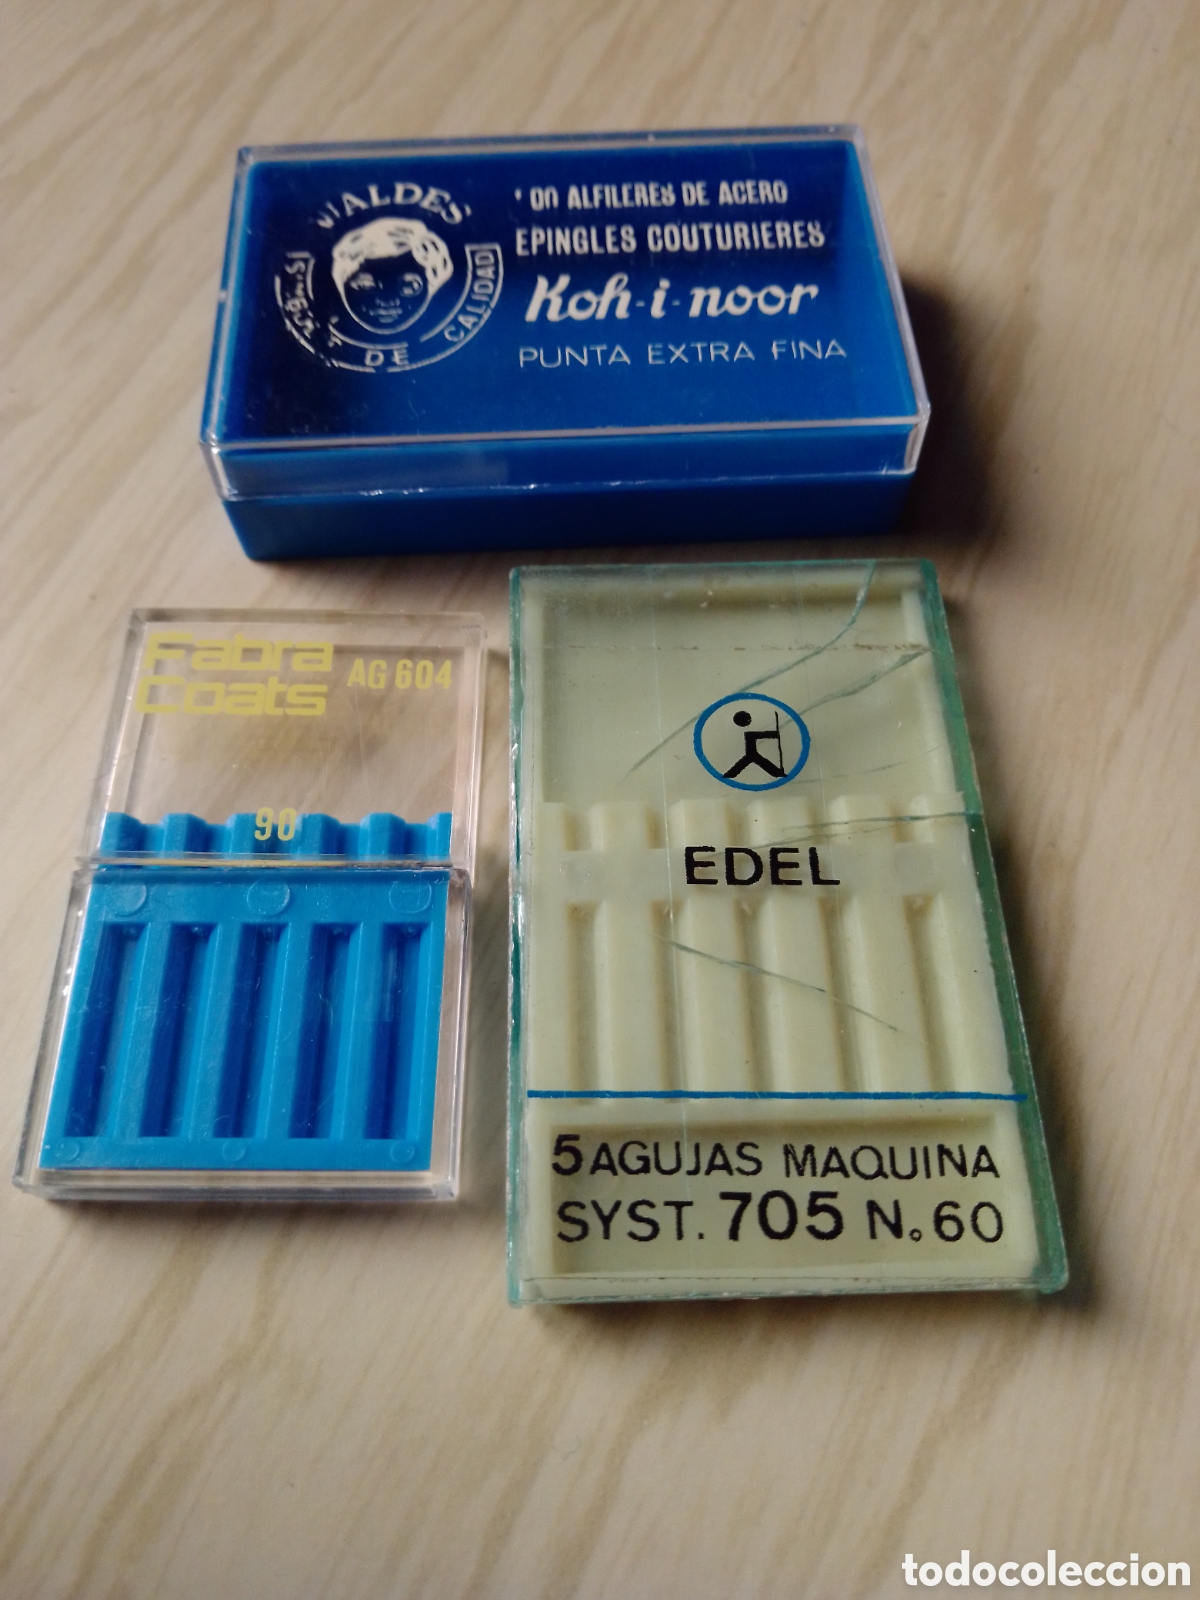 VALDES
DE CALIDAD
ALFILERES DE ACERO
EPINGLES COUTURIERES
Koh-i-noor
PUNTA EXTRA FINA
Fabra
Coats
AG 604
90
EDEL
5 AGUJAS MAQUINA
SYST. 705 No. 60
todocoleccion